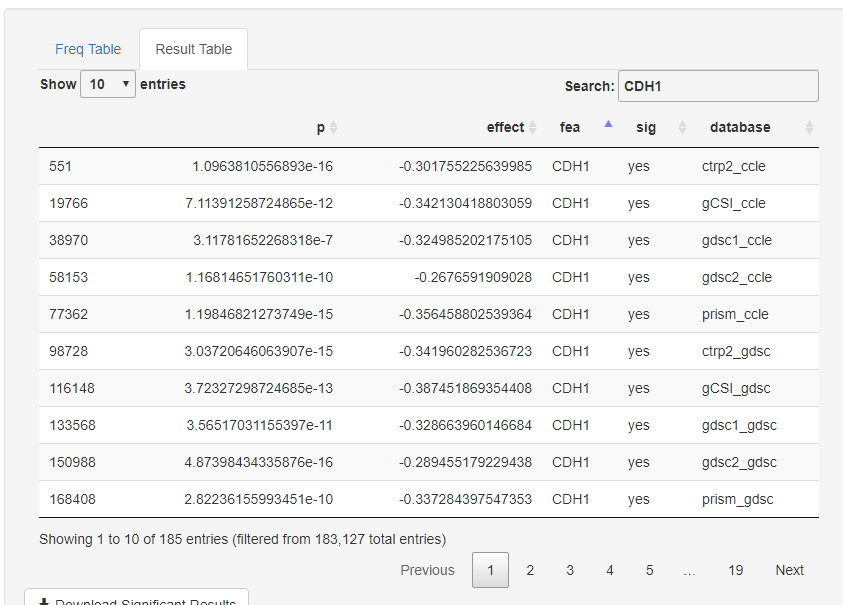 Freq Table Result Table
Show 10 entries Search: CDH1
p effect fea sig database
551 1.0963810556893e-16 -0.301755225639985 CDH1 yes ctrp2_ccle
19766 7.11391258724865e-12 -0.342130418803059 CDH1 yes gCSI_ccle
38970 3.11781652268318e-7 -0.324985202175105 CDH1 yes gdsc1_ccle
58153 1.16814651760311e-10 -0.2676591909028 CDH1 yes gdsc2_ccle
77362 1.19846821273749e-15 -0.356458802539364 CDH1 yes prism_ccle
98728 3.03720646063907e-15 -0.341960282536723 CDH1 yes ctrp2_gdsc
116148 3.72327298724685e-13 -0.387451869354408 CDH1 yes gCSI_gdsc
133568 3.56517031155397e-11 -0.328663960146684 CDH1 yes gdsc1_gdsc
150988 4.87398434335876e-16 -0.289455179229438 CDH1 yes gdsc2_gdsc
168408 2.82236155993451e-10 -0.337284397547353 CDH1 yes prism_gdsc
Showing 1 to 10 of 185 entries (filtered from 183,127 total entries)
Previous 1 2 3 4 5 … 19 Next
Download Significant Results